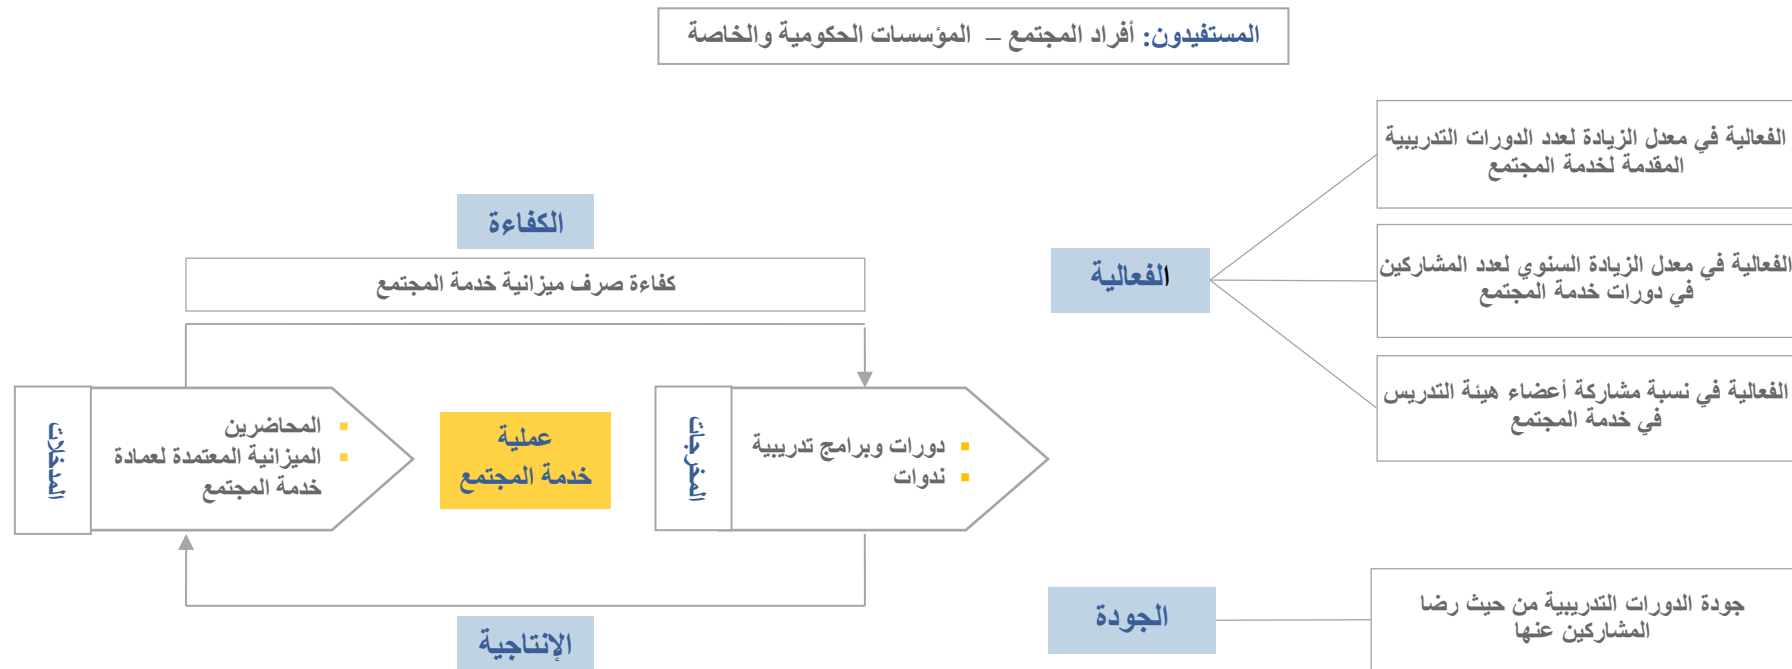 المستفيدون: أفراد المجتمع – المؤسسات الحكومية والخاصة
الفعالية في معدل الزيادة لعدد الدورات التدريبية
المقدمة لخدمة المجتمع
الكفاءة
كفاءة صرف ميزانية خدمة المجتمع
الفعالية
الفعالية في معدل الزيادة السنوي لعدد المشاركين
في دورات خدمة المجتمع
الفعالية في نسبة مشاركة أعضاء هيئة التدريس
في خدمة المجتمع
المدخلات
▪ المحاضرين
▪ الميزانية المعتمدة لعمادة
خدمة المجتمع
عملية
خدمة المجتمع
المخرجات
▪ دورات وبرامج تدريبية
▪ ندوات
الإنتاجية
الجودة
جودة الدورات التدريبية من حيث رضا
المشاركين عنها